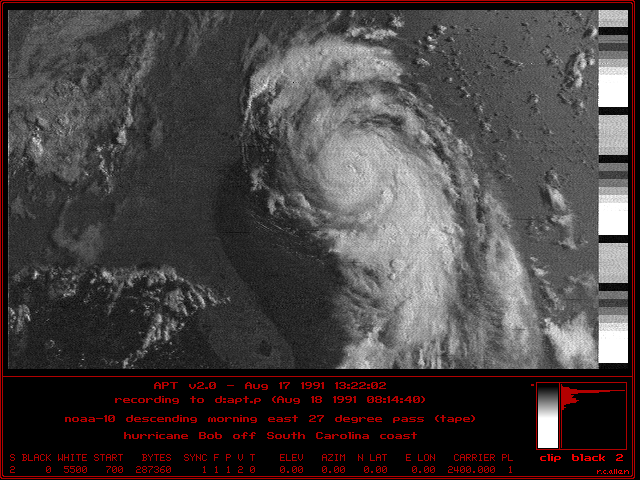 APT v2.0 - Aug 17 1991 13:22:02
recording to d:apt.p (Aug 18 1991 08:14:40)
noaa-10 descending morning east 27 degree pass (tape)
hurricane Bob off South Carolina coast
clip black 2
S BLACK WHITE START BYTES SYNC F P V T ELEV AZIM N LAT E LON CARRIER PL
2 0 5500 700 287360 1 1 1 2 0 0.00 0.00 0.00 0.00 2400.000 1